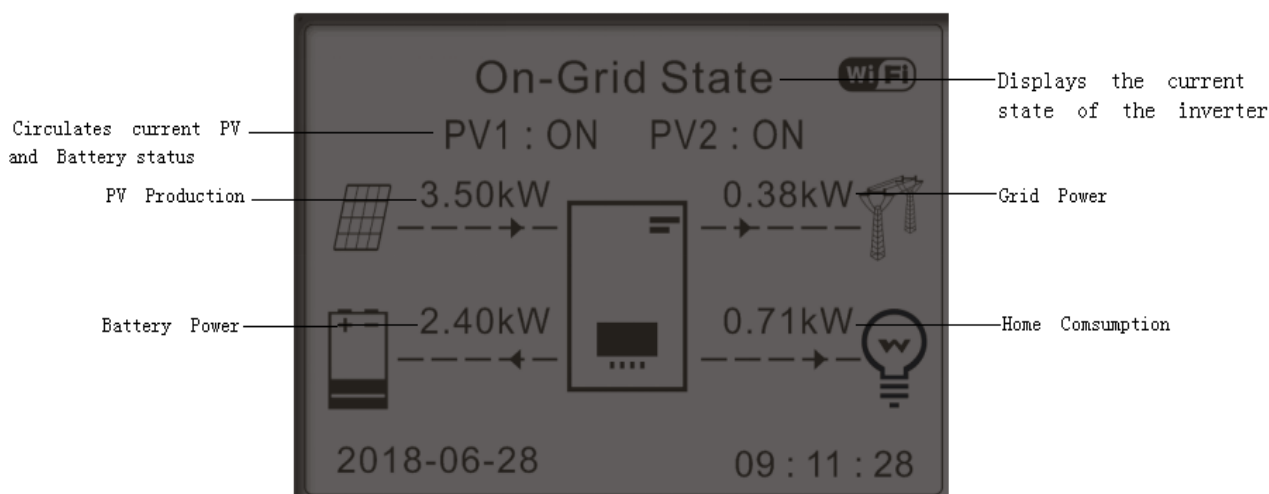 On-Grid State
WiFi
Displays the current
state of the inverter
Circulates current PV
and Battery status
PV1 : ON PV2 : ON
PV Production
3.50kW
0.38kW
Grid Power
Battery Power
+ -
2.40kW
0.71kW
Home Comsumption
2018-06-28
09 : 11 : 28